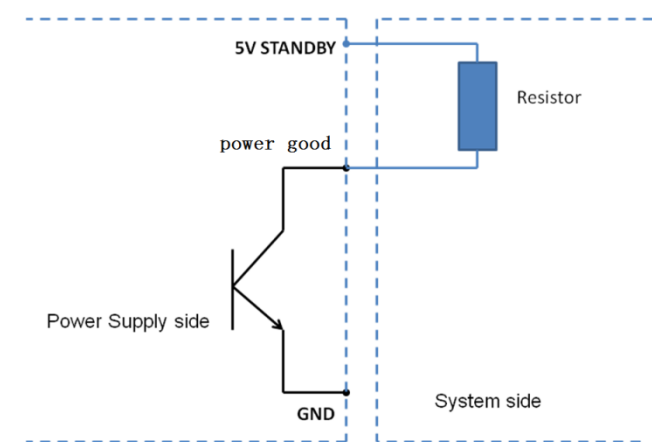 5V STANDBY
Resistor
power good
Power Supply side
System side
GND